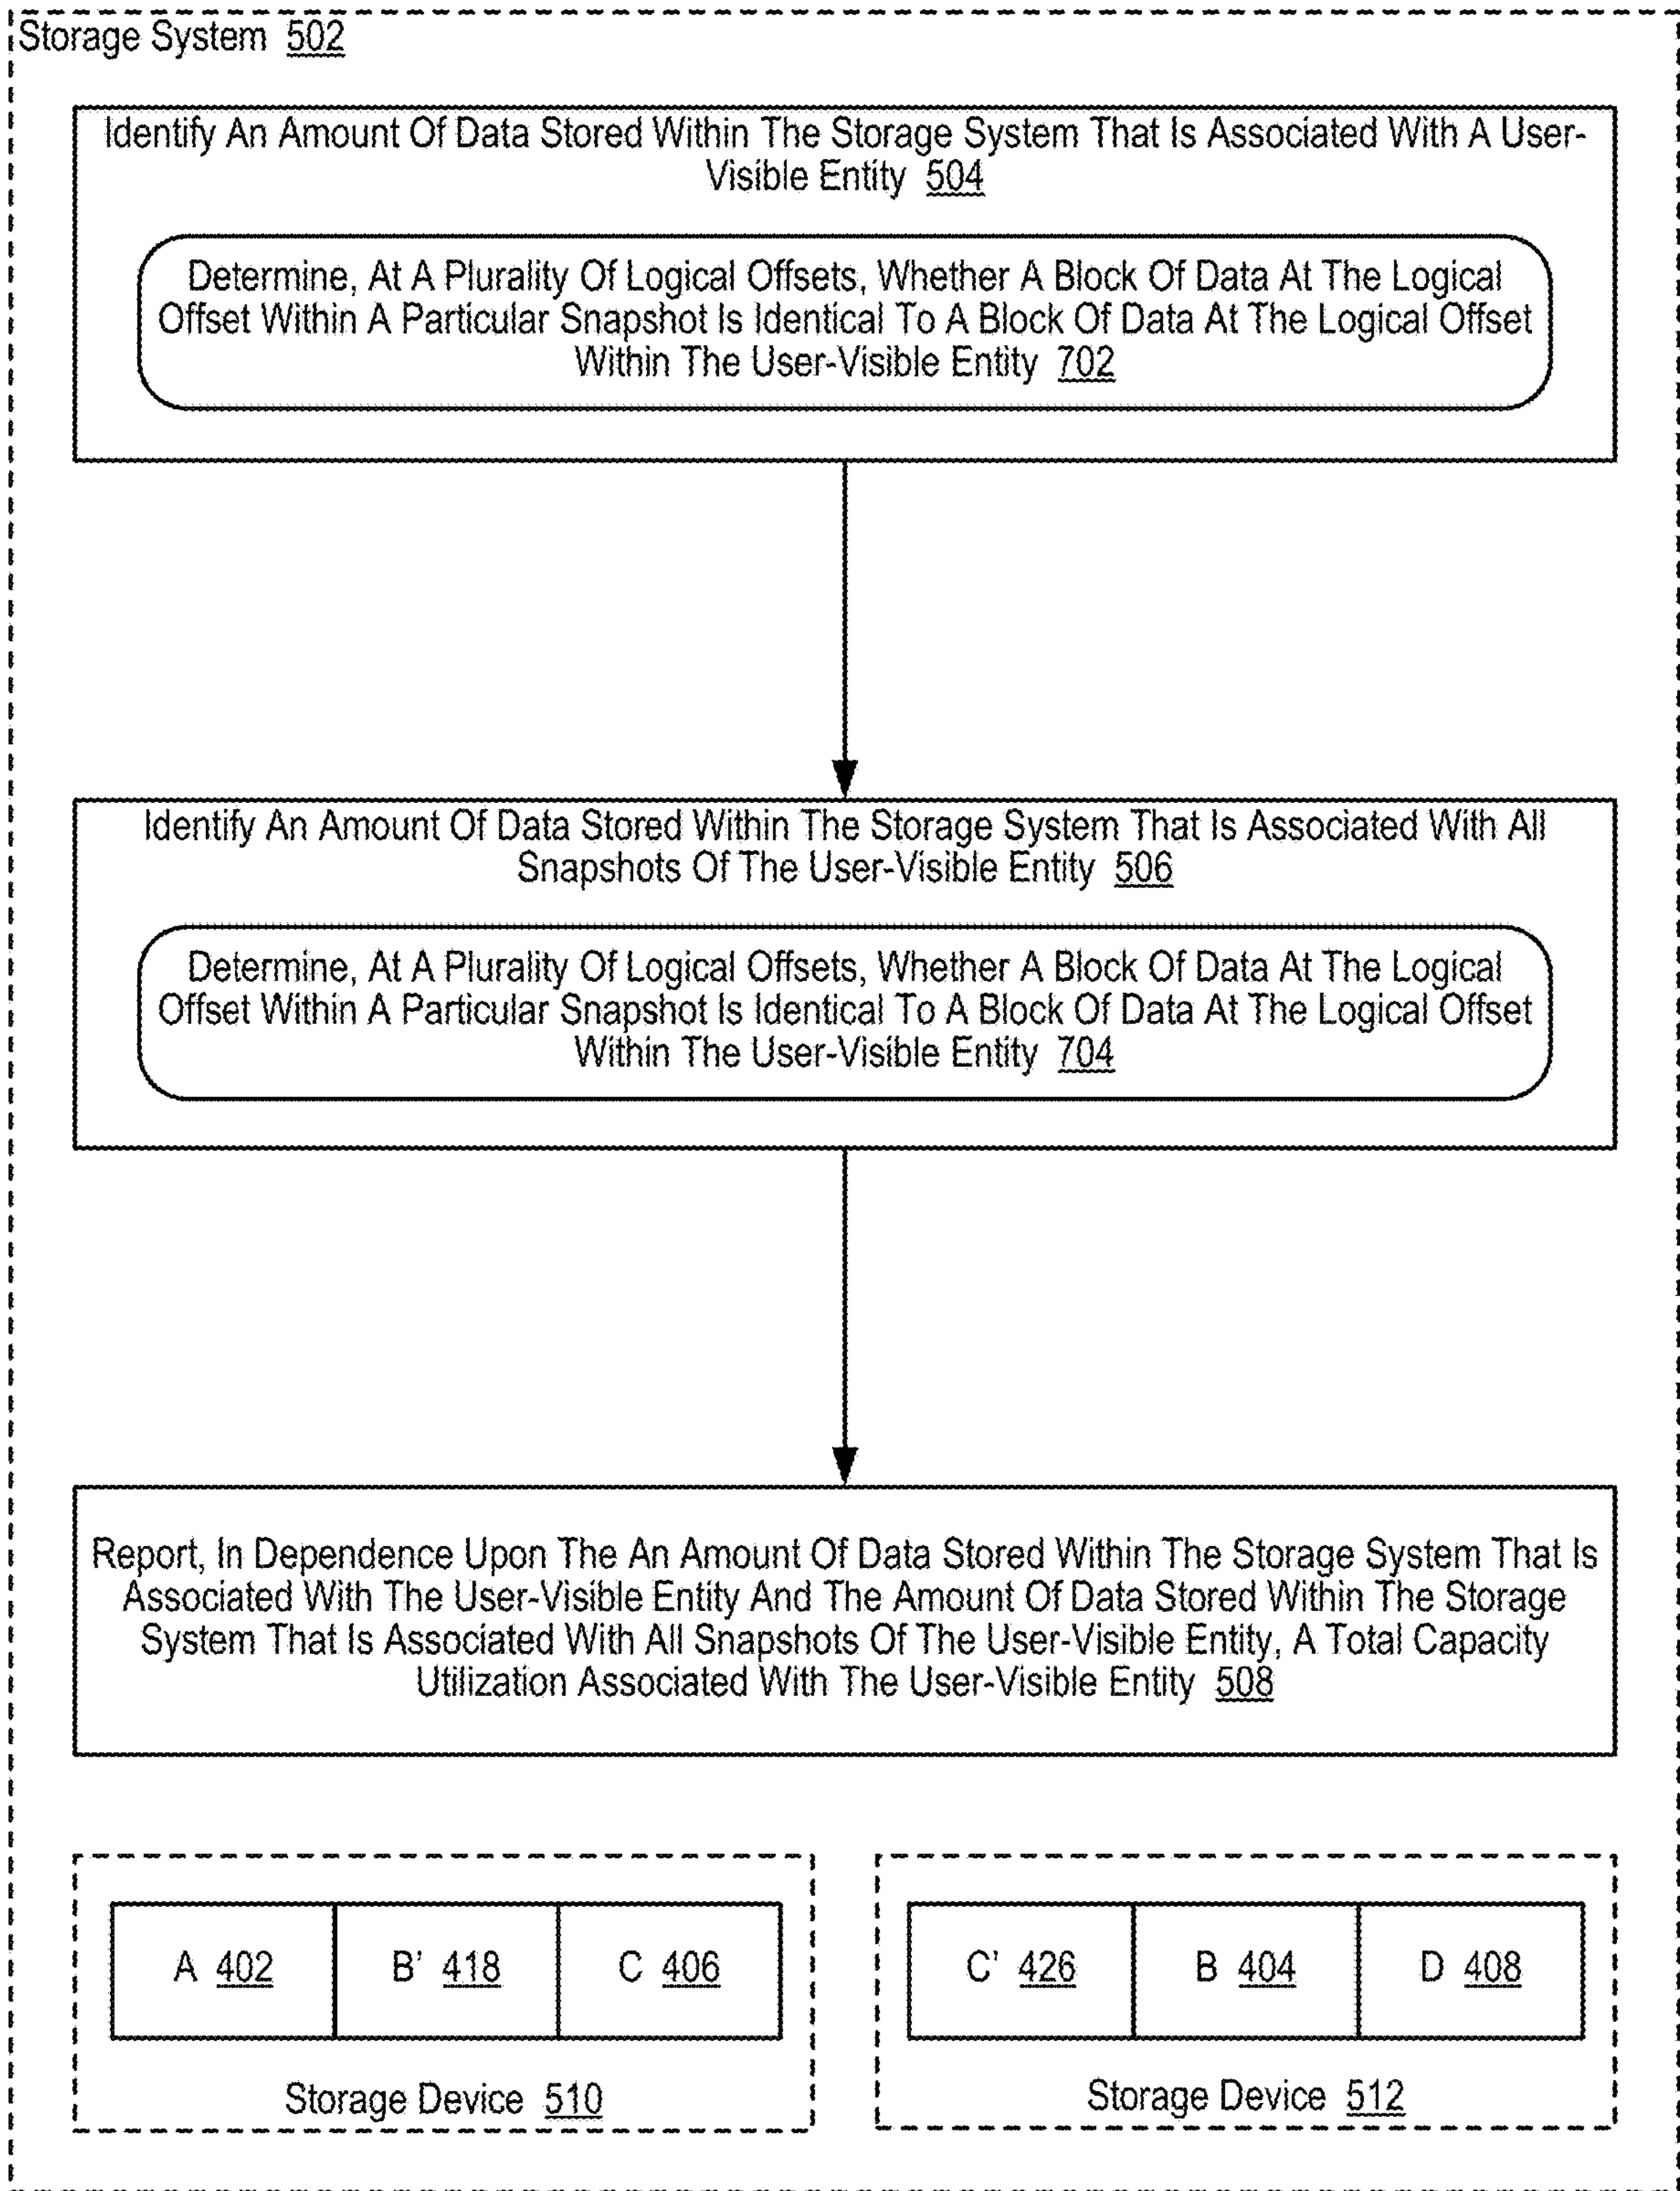 Storage System 502
Identify An Amount Of Data Stored Within The Storage System That Is Associated With A User-
Visible Entity 504
Determine, At A Plurality Of Logical Offsets, Whether A Block Of Data At The Logical
Offset Within A Particular Snapshot Is Identical To A Block Of Data At The Logical Offset
Within The User-Visible Entity 702
Identify An Amount Of Data Stored Within The Storage System That Is Associated With All
Snapshots Of The User-Visible Entity 506
Determine, At A Plurality Of Logical Offsets, Whether A Block Of Data At The Logical
Offset Within A Particular Snapshot Is Identical To A Block Of Data At The Logical Offset
Within The User-Visible Entity 704
Report, In Dependence Upon The An Amount Of Data Stored Within The Storage System That Is
Associated With The User-Visible Entity And The Amount Of Data Stored Within The Storage
System That Is Associated With All Snapshots Of The User-Visible Entity, A Total Capacity
Utilization Associated With The User-Visible Entity 508
A 402 B' 418 C 406
Storage Device 510
C' 426 B 404 D 408
Storage Device 512